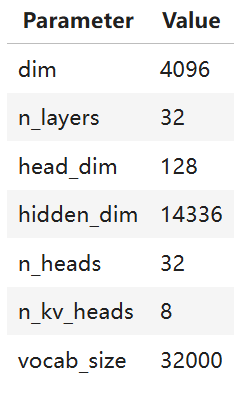 Parameter Value
dim 4096
n_layers 32
head_dim 128
hidden_dim 14336
n_heads 32
n_kv_heads 8
vocab_size 32000